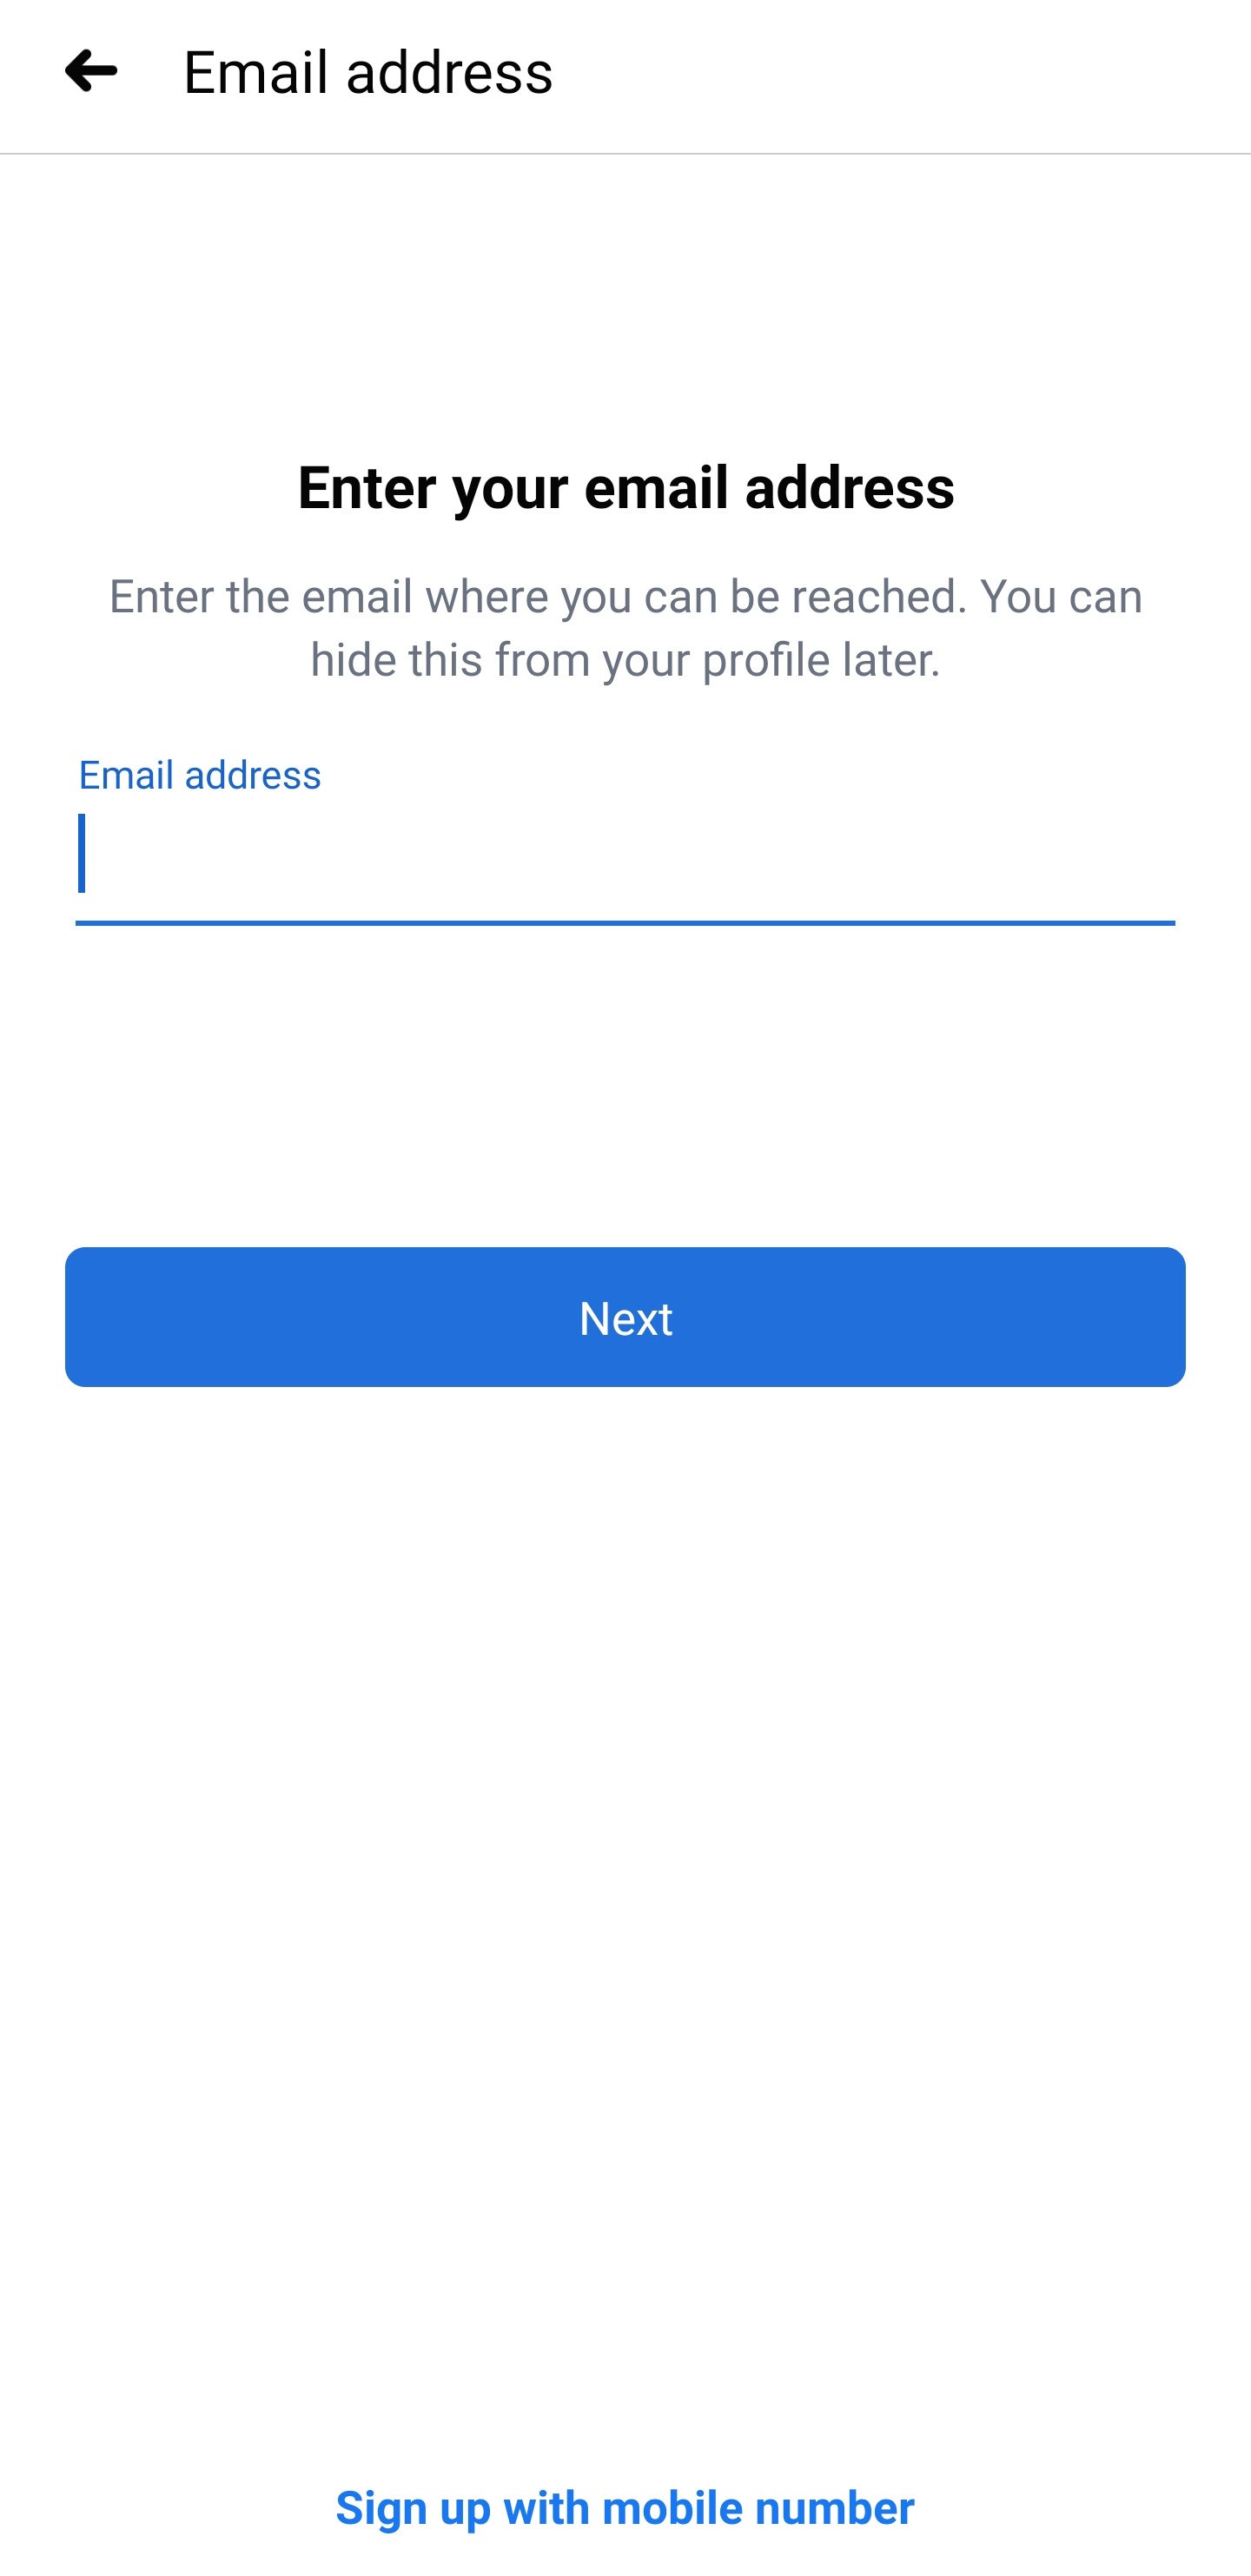 Email address
Enter your email address
Enter the email where you can be reached. You can
hide this from your profile later.
Email address
Next
Sign up with mobile number